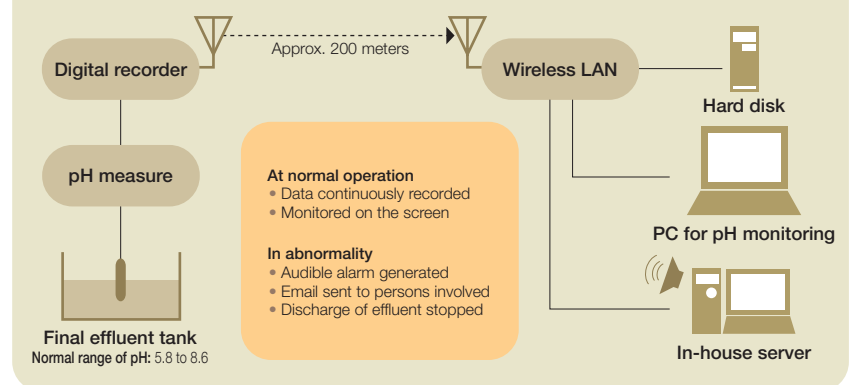 Approx. 200 meters
Digital recorder
Wireless LAN
Hard disk
pH measure
At normal operation
• Data continuously recorded
• Monitored on the screen
In abnormality
• Audible alarm generated
• Email sent to persons involved
• Discharge of effluent stopped
PC for pH monitoring
Final effluent tank
Normal range of pH: 5.8 to 8.6
In-house server